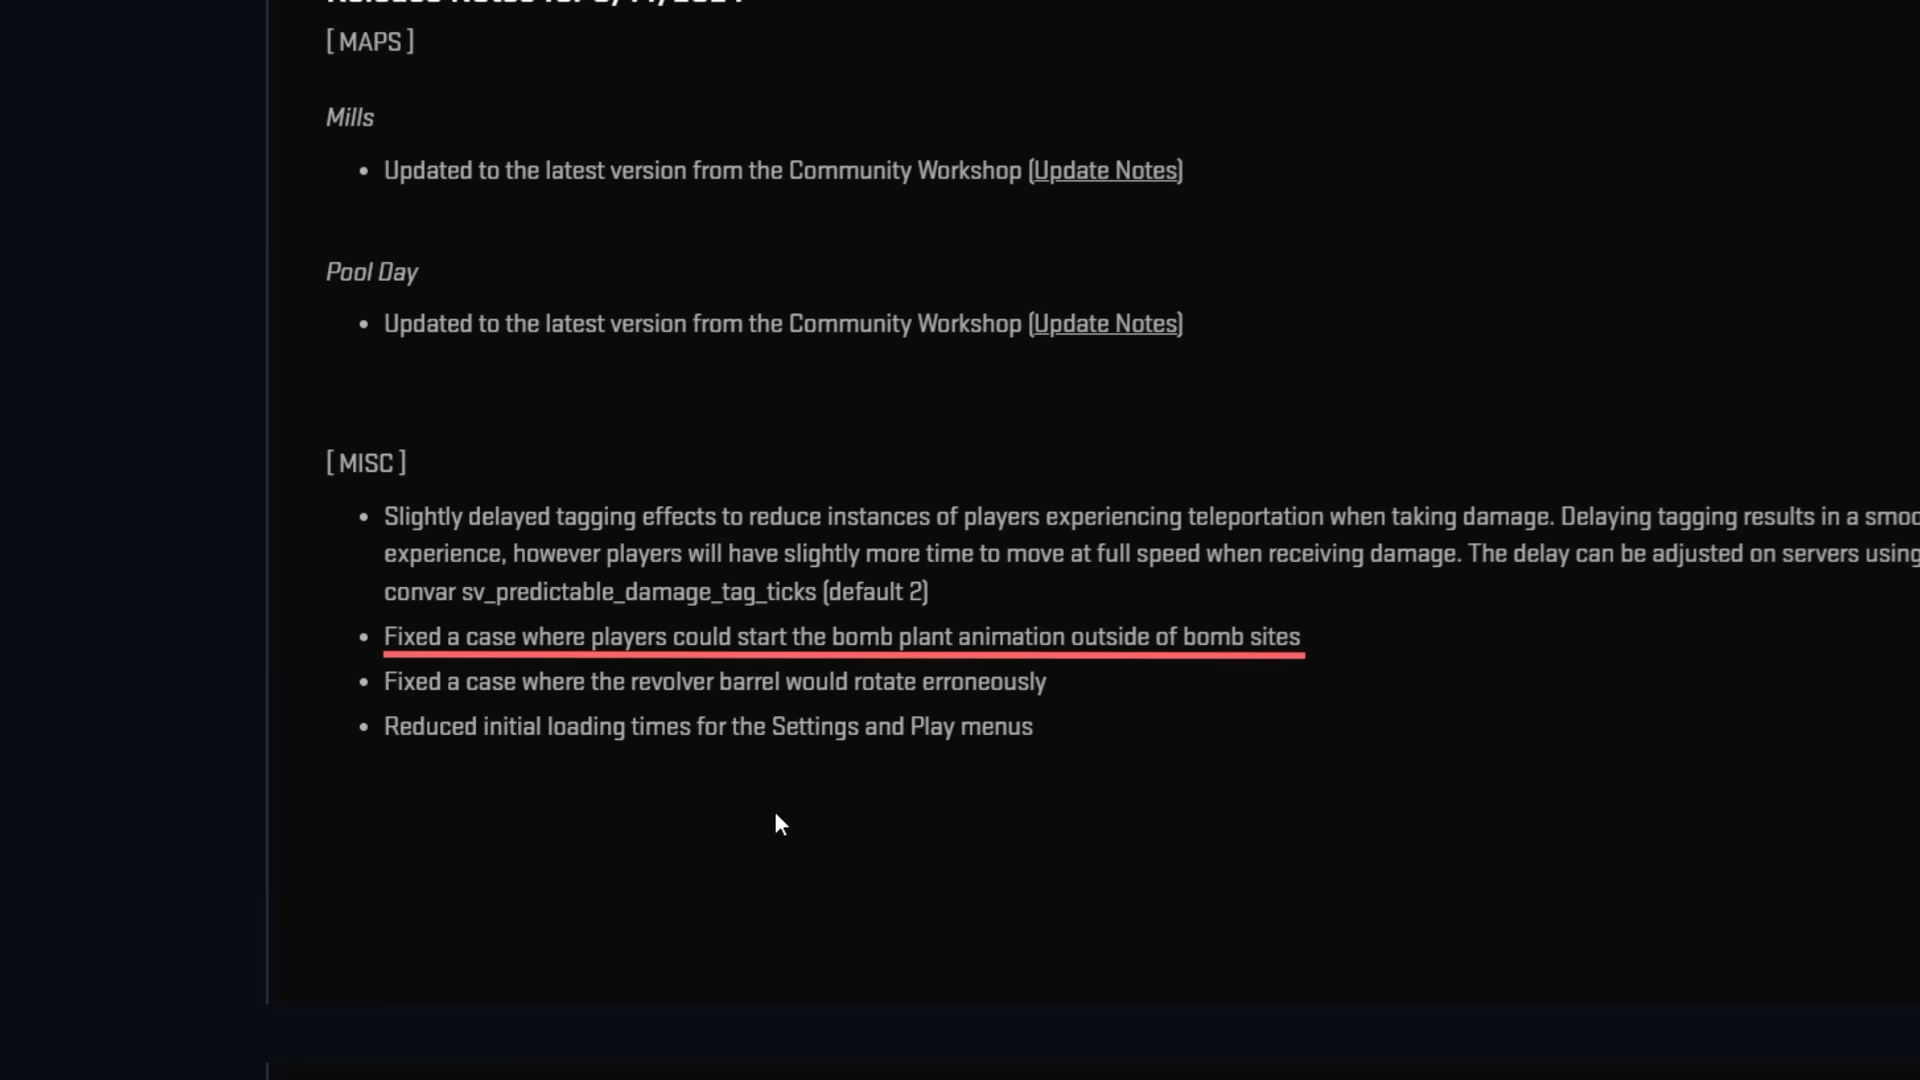 [ MAPS ]
Mills
• Updated to the latest version from the Community Workshop (Update Notes)
Pool Day
• Updated to the latest version from the Community Workshop (Update Notes)
[ MISC ]
• Slightly delayed tagging effects to reduce instances of players experiencing teleportation when taking damage. Delaying tagging results in a
experience, however players will have slightly more time to move at full speed when receiving damage. The delay can be adjusted on servers using
convar sv_predictable_damage_tag_ticks (default 2)
• Fixed a case where players could start the bomb plant animation outside of bomb sites
• Fixed a case where the revolver barrel would rotate erroneously
• Reduced initial loading times for the Settings and Play menus